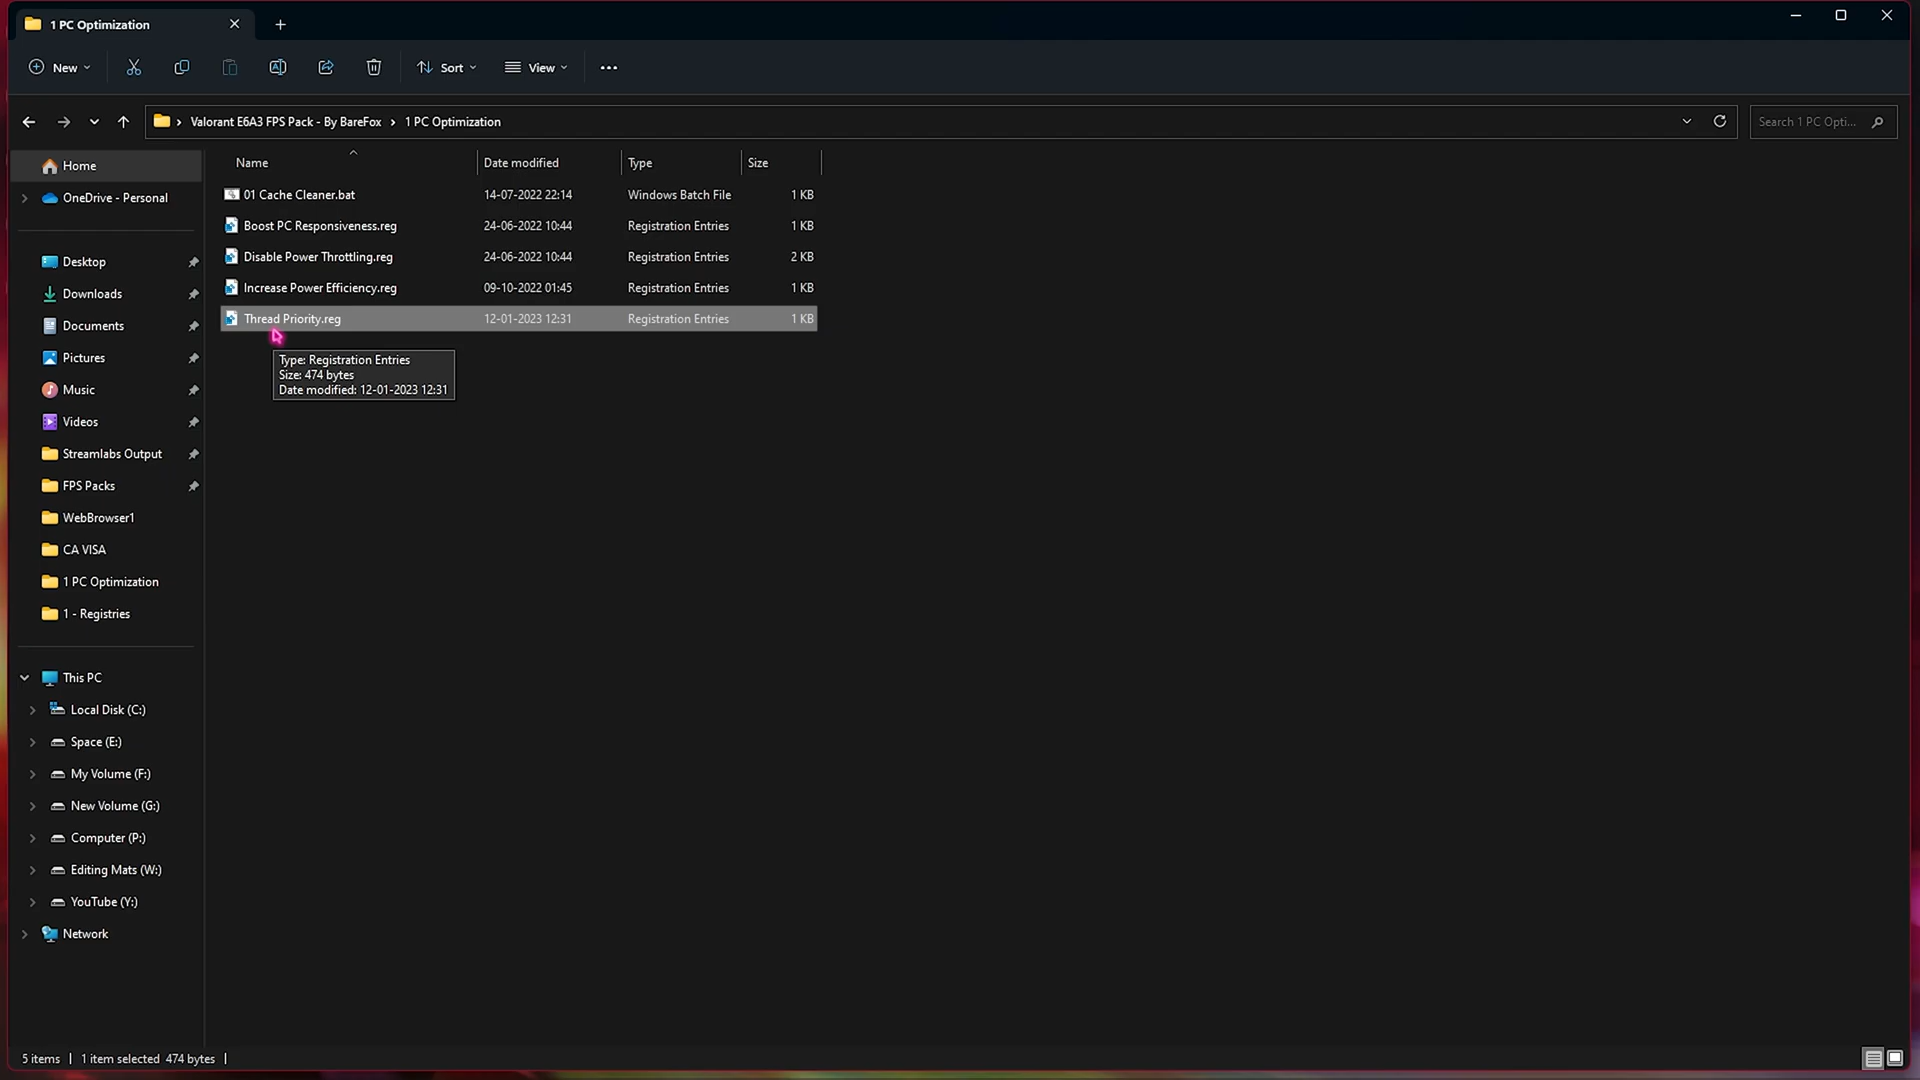 1 PC Optimization
New
Sort
View
Valorant E6A3 FPS Pack - By BareFox > 1 PC Optimization
Search 1 PC Opti...
Name Date modified Type Size
01 Cache Cleaner.bat 14-07-2022 22:14 Windows Batch File 1 KB
Boost PC Responsiveness.reg 24-06-2022 10:44 Registration Entries 1 KB
Disable Power Throttling.reg 24-06-2022 10:44 Registration Entries 2 KB
Increase Power Efficiency.reg 09-10-2022 01:45 Registration Entries 1 KB
Thread Priority.reg 12-01-2023 12:31 Registration Entries 1 KB
Type: Registration Entries
Size: 474 bytes
Date modified: 12-01-2023 12:31
Home
OneDrive - Personal
Desktop
Downloads
Documents
Pictures
Music
Videos
Streamlabs Output
FPS Packs
WebBrowser1
CA VISA
1 PC Optimization
1 - Registries
This PC
Local Disk (C:)
Space (E:)
My Volume (F:)
New Volume (G:)
Computer (P:)
Editing Mats (W:)
YouTube (Y:)
Network
5 items | 1 item selected 474 bytes |